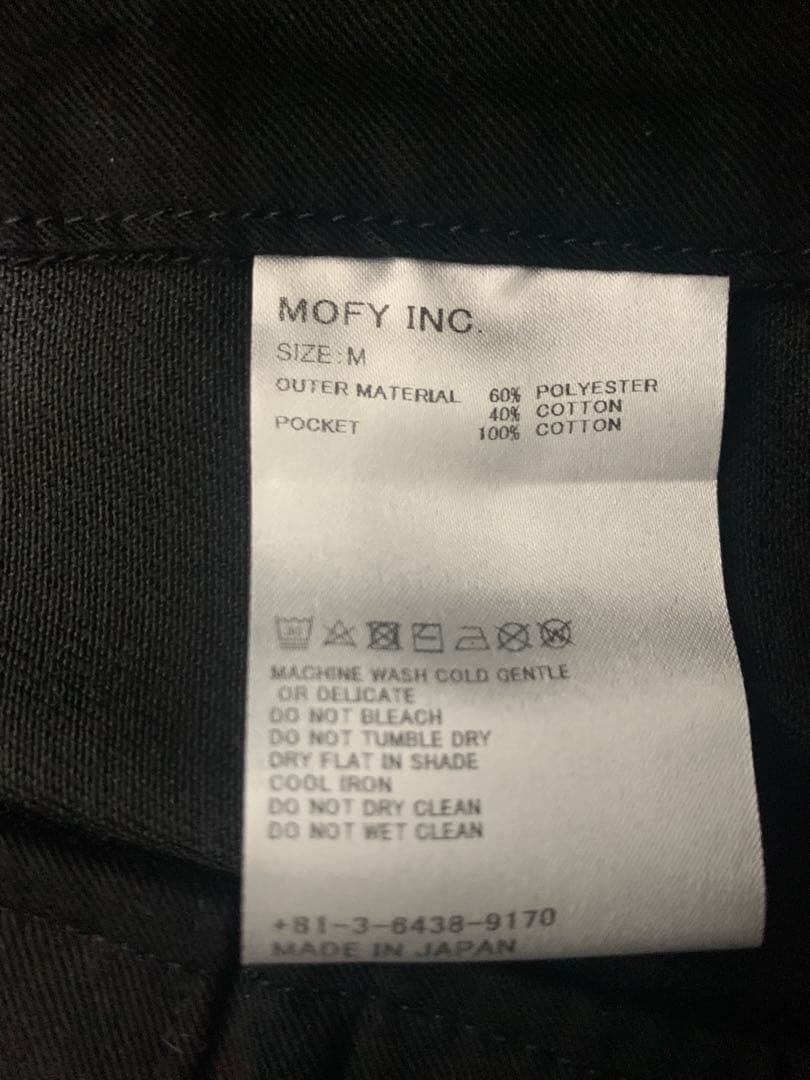 MOFY INC.
SIZE:M
OUTER MATERIAL 60% POLYESTER
40% COTTON
POCKET 100% COTTON
MACHINE WASH COLD GENTLE
OR DELICATE
DO NOT BLEACH
DO NOT TUMBLE DRY
DRY FLAT IN SHADE
COOL IRON
DO NOT DRY CLEAN
DO NOT WET CLEAN
+81-3-6438-9170
MADE IN JAPAN